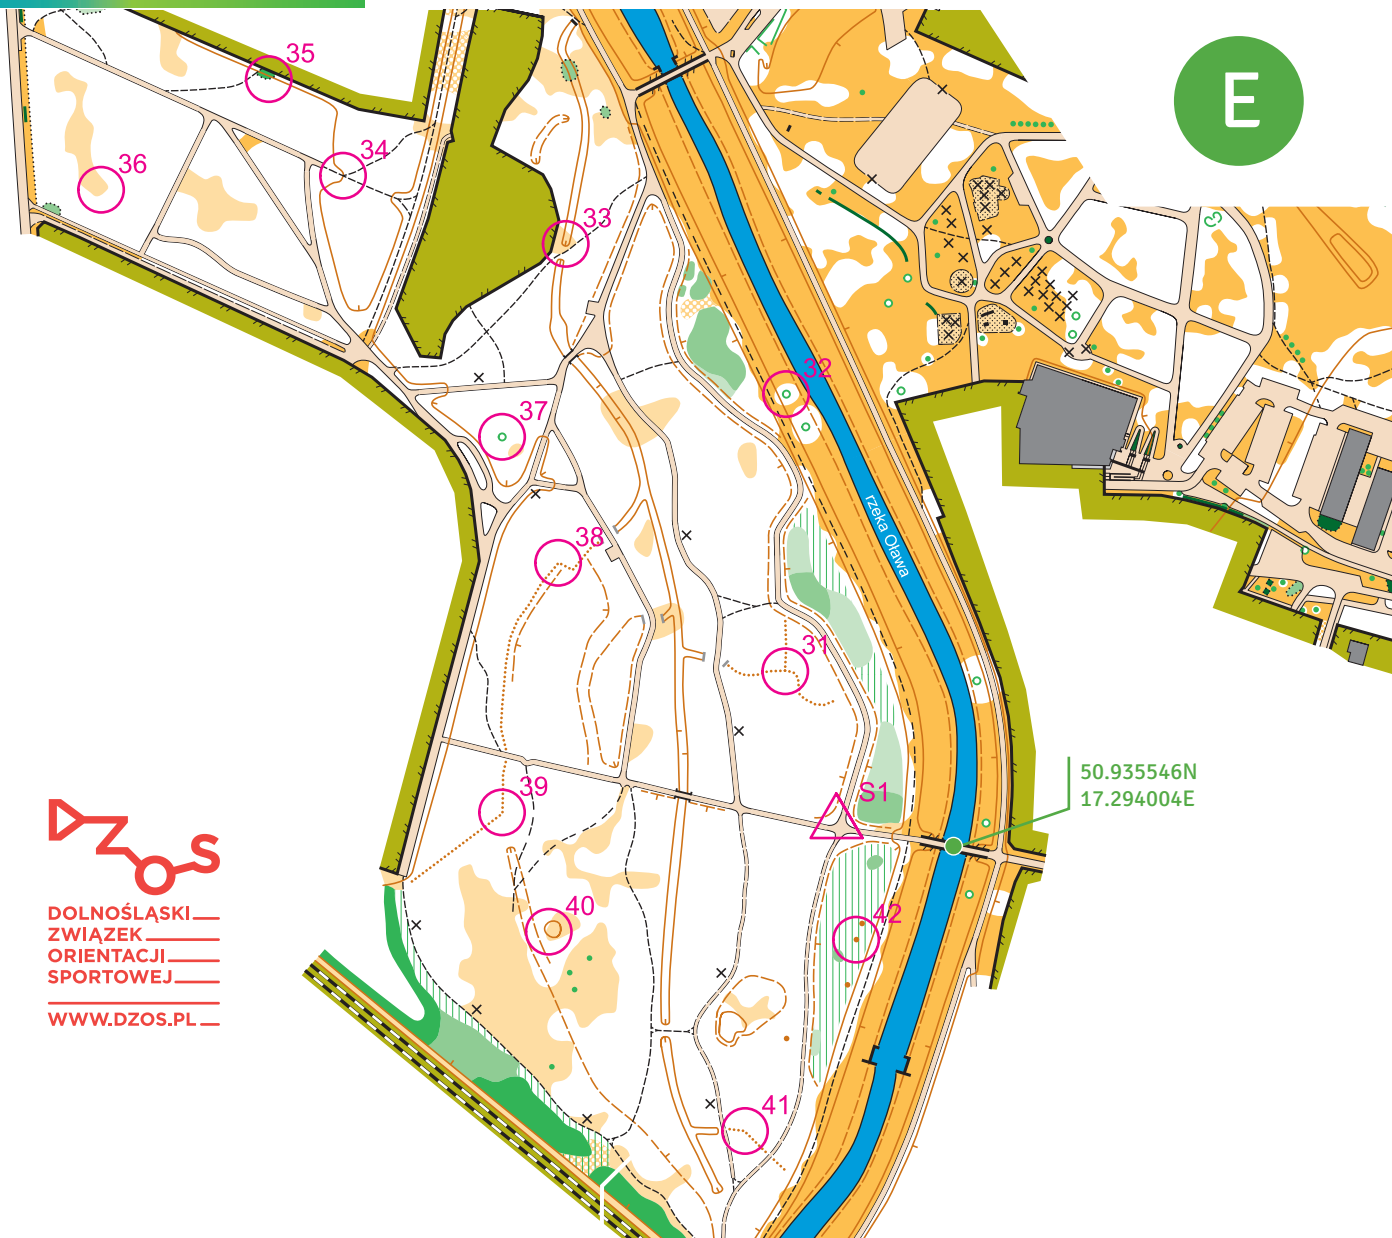 E
35
34
36
33
32
37
38
rzeka Oława
31
50.935546N
17.294004E
39
S1
40
42
41
DZOS
DOLNOŚLĄSKI
ZWIĄZEK
ORIENTACJI
SPORTOWEJ
WWW.DZOS.PL